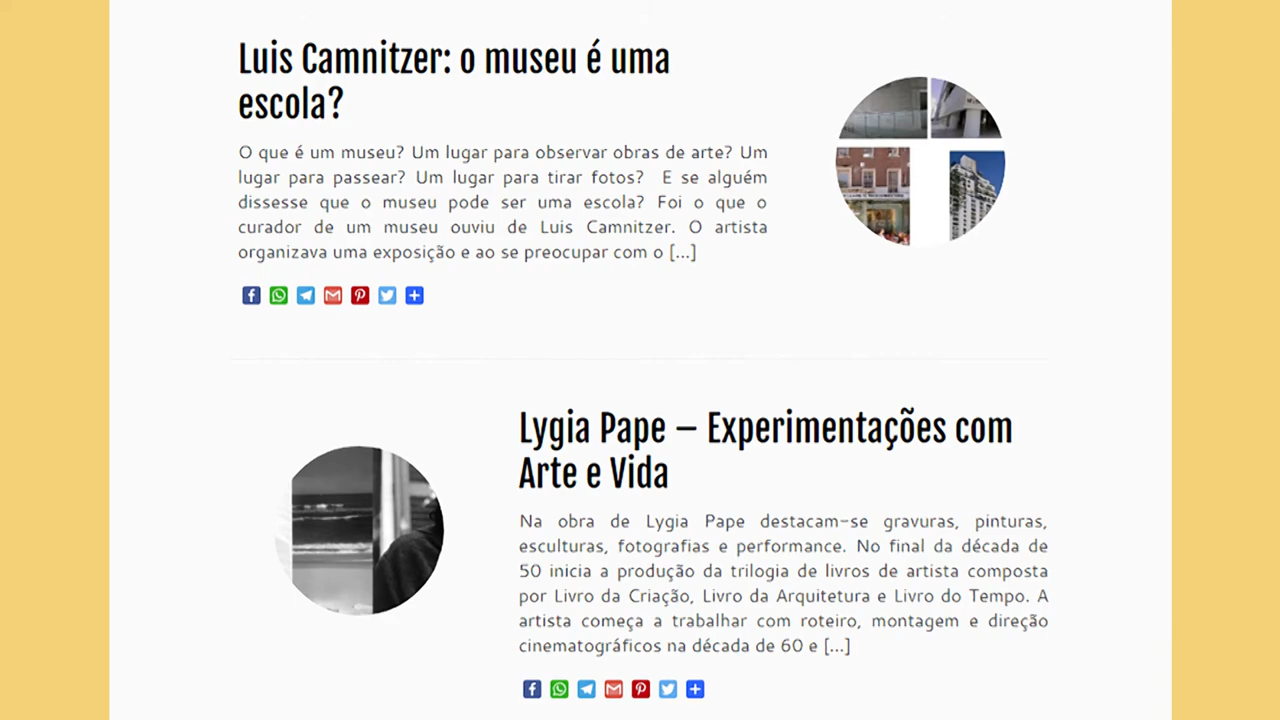 Luis Camnitzer: o museu é uma
escola?
O que é um museu? Um lugar para observar obras de arte? Um
lugar para passear? Um lugar para tirar fotos? E se alguém
dissesse que o museu pode ser uma escola? Foi o que o
curador de um museu ouviu de Luis Camnitzer. O artista
organizava uma exposição e ao se preocupar com o [...]
Lygia Pape – Experimentações com
Arte e Vida
Na obra de Lygia Pape destacam-se gravuras, pinturas,
esculturas, fotografias e performance. No final da década de
50 inicia a produção da trilogia de livros de artista composta
por Livro da Criação, Livro da Arquitetura e Livro do Tempo. A
artista começa a trabalhar com roteiro, montagem e direção
cinematográficos na década de 60 e [...]